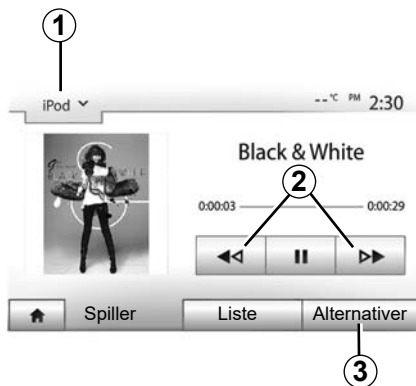 1
iPod
--°C PM 2:30
Black & White
2
0:00:03 0:00:29
Spiller Liste Alternativer
3